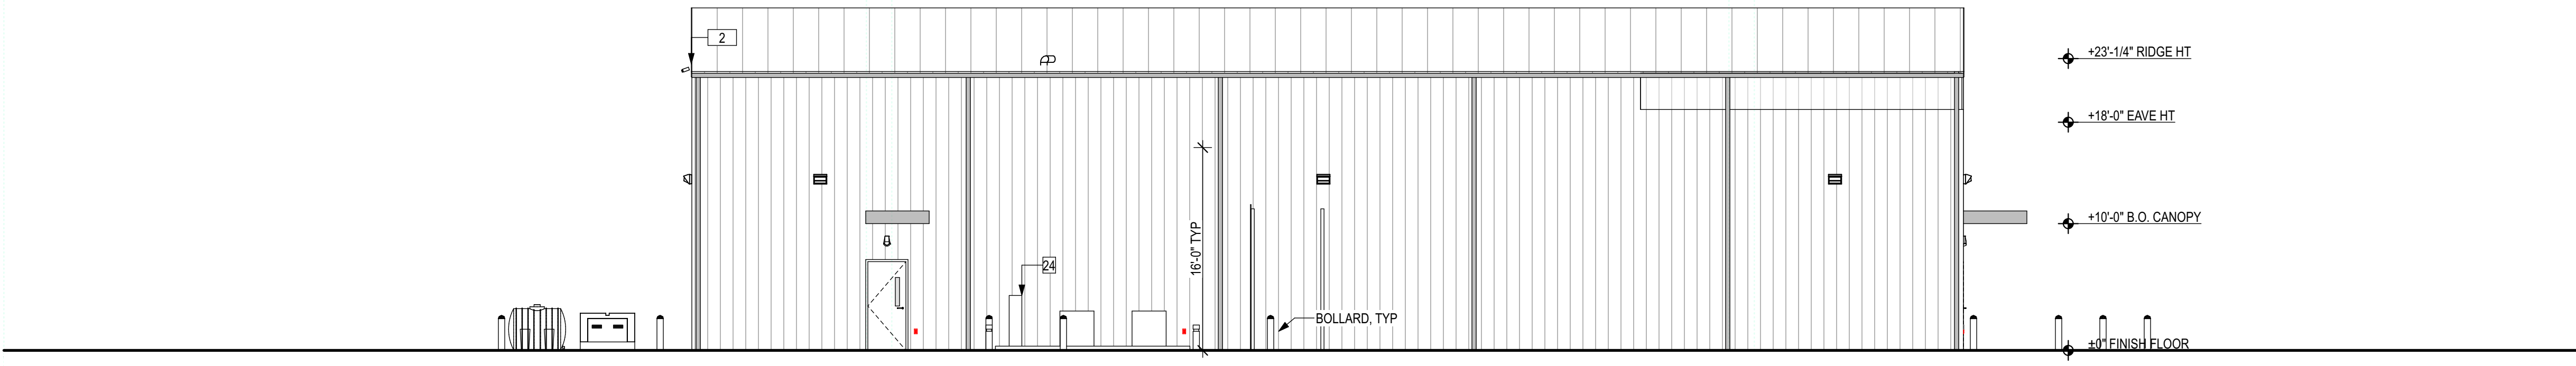 2
+23'-1/4" RIDGE HT
+18'-0" EAVE HT
+10'-0" B.O. CANOPY
16'-0" TYP
24
BOLLARD, TYP
±0" FINISH FLOOR